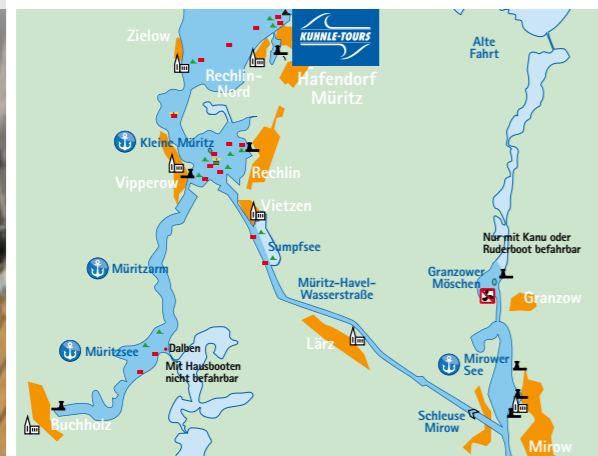 KUHNLE-TOURS
Zielow
Alte
Fahrt
Rechlin-
Nord
Hafendorf
Müritz
Kleine Müritz
Vipperow
Rechlin
Vietzen
Sumpfsee
Nur mit Kanu oder
Ruderboot befahrbar
Müritzarm
Granzower
Möschen
Müritz-Havel-
Wasserstraße
Granzow
Müritzsee
Dalben
Mit Hausbooten
nicht befahrbar
Lärz
Mirower
See
Buchholz
Schleuse
Mirow
Mirow